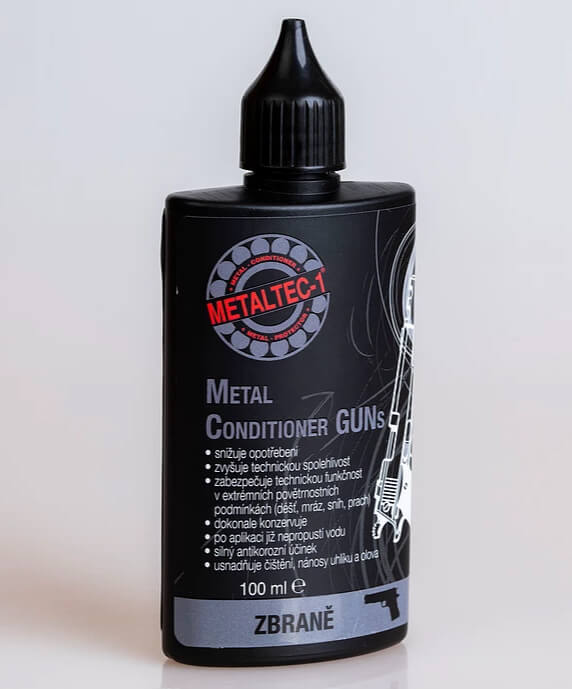 METAL - CONDITIONER
METALTEC-1®
METAL - PROTECTOR
METAL
CONDITIONER GUNs
• snižuje opotřebení
• zvyšuje technickou spolehlivost
• zabezpečuje technickou funkčnost
v extrémních povětrnostních
podmínkách (déšť, mráz, sníh, prach)
• dokonale konzervuje
• po aplikaci již nepropustí vodu
• silný antikorozní účinek
• usnadňuje čištění, nánosy uhlíku a olova
100 ml ℮
ZBRANĚ